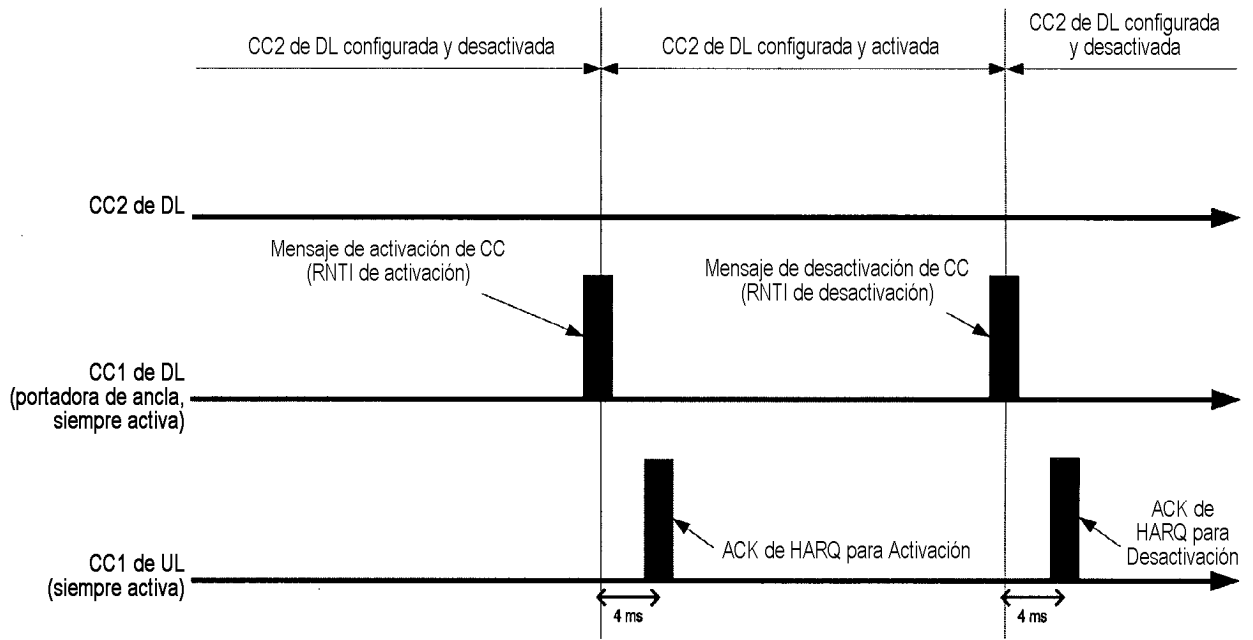 CC2 de DL configurada y desactivada
CC2 de DL configurada y activada
CC2 de DL configurada
y desactivada
CC2 de DL
Mensaje de activación de CC
(RNTI de activación)
Mensaje de desactivación de CC
(RNTI de desactivación)
CC1 de DL
(portadora de ancla,
siempre activa)
ACK de HARQ para Activación
ACK de
HARQ para
Desactivación
CC1 de UL
(siempre activa)
4 ms
4 ms